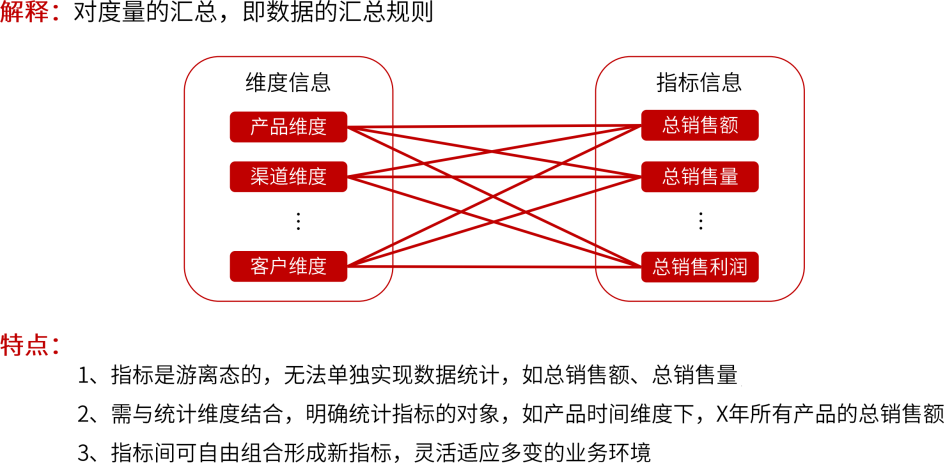 解释：对度量的汇总，即数据的汇总规则
维度信息
指标信息
产品维度
总销售额
渠道维度
总销售量
⋮
⋮
客户维度
总销售利润
特点：
1、指标是游离态的，无法单独实现数据统计，如总销售额、总销售量
2、需与统计维度结合，明确统计指标的对象，如产品时间维度下，X年所有产品的总销售额
3、指标间可自由组合形成新指标，灵活适应多变的业务环境